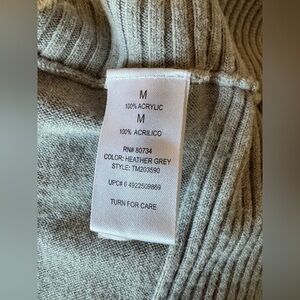 M
100% ACRYLIC
M
100% ACRILICO
RN# 80734
COLOR: HEATHER GREY
STYLE: TM203590
UPC# 6 4922509869
TURN FOR CARE